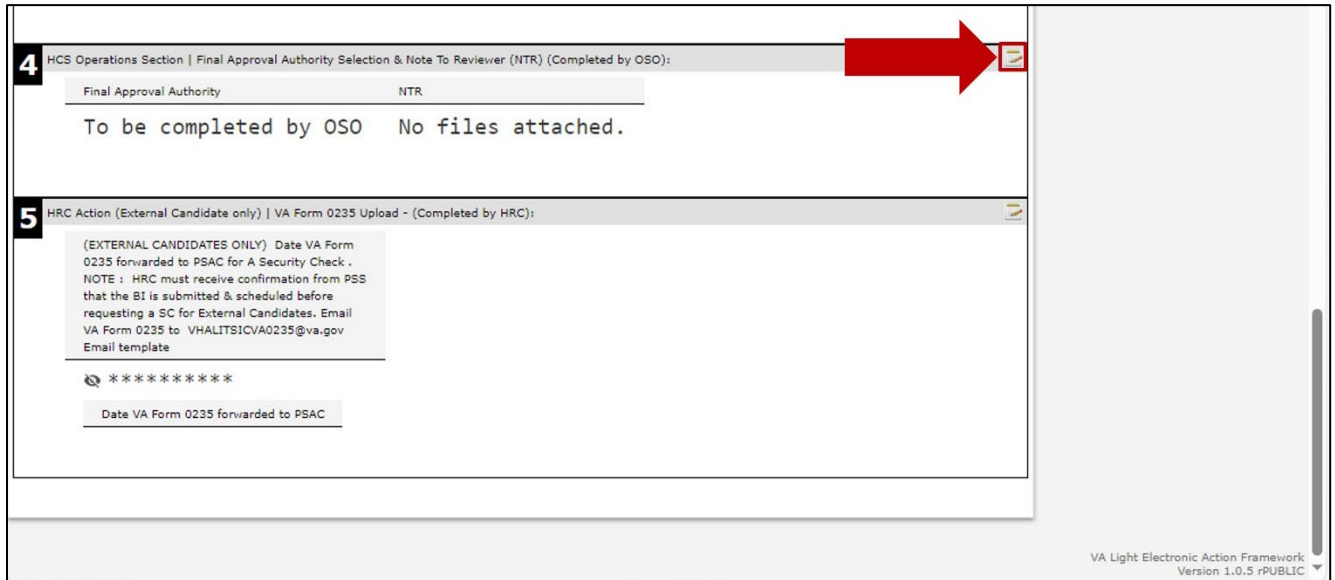 4
HCS Operations Section | Final Approval Authority Selection & Note To Reviewer (NTR) (Completed by OSO):
Final Approval Authority NTR
To be completed by OSO No files attached.
5
HRC Action (External Candidate only) | VA Form 0235 Upload - (Completed by HRC):
(EXTERNAL CANDIDATES ONLY) Date VA Form
0235 forwarded to PSAC for A Security Check .
NOTE : HRC must receive confirmation from PSS
that the BI is submitted & scheduled before
requesting a SC for External Candidates. Email
VA Form 0235 to VHALITSICVA0235@va.gov
Email template
**********
Date VA Form 0235 forwarded to PSAC
VA Light Electronic Action Framework
Version 1.0.5 rPUBLIC